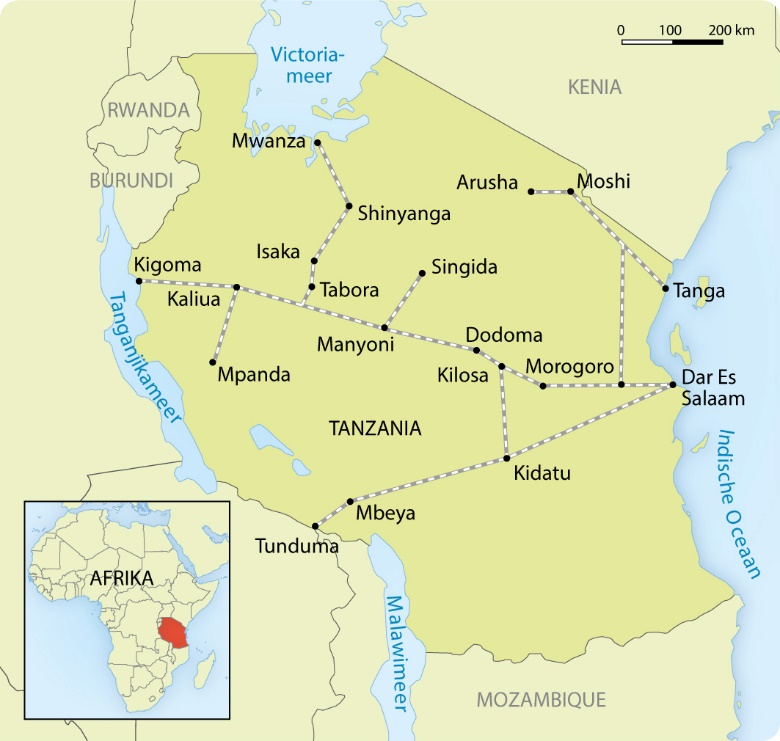 0 100 200 km
Victoria-
meer
KENIA
RWANDA
Mwanza
BURUNDI
Arusha
Moshi
Shinyanga
Isaka
Kigoma
Singida
Tabora
Kaliua
Tanga
Manyoni
Dodoma
Kilosa
Morogoro
Mpanda
Dar Es
Salaam
Tanganjikameer
TANZANIA
Kidatu
Indische Oceaan
Mbeya
Tunduma
AFRIKA
Malawimeer
MOZAMBIQUE